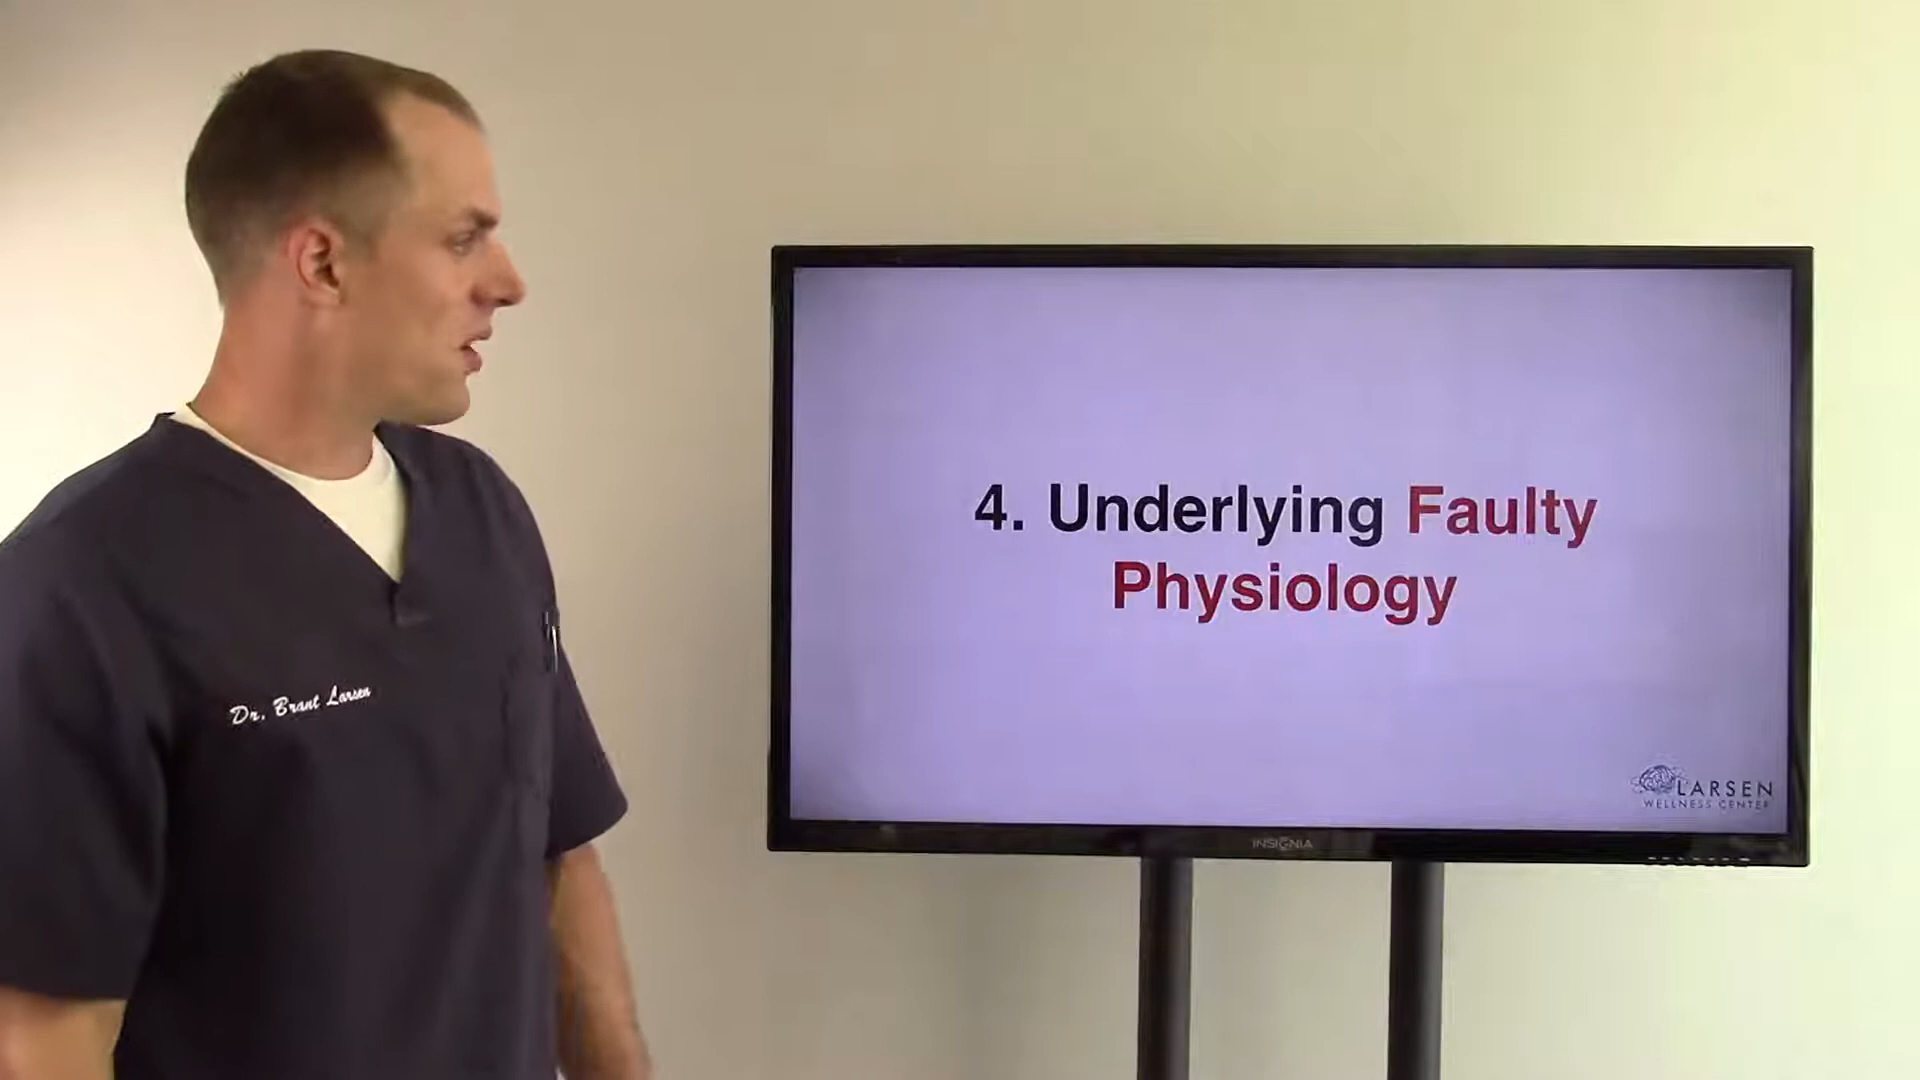 4. Underlying Faulty
Physiology
Dr. Brant Larsen
LARSEN
WELLNESS CENTER
INSIGNIA